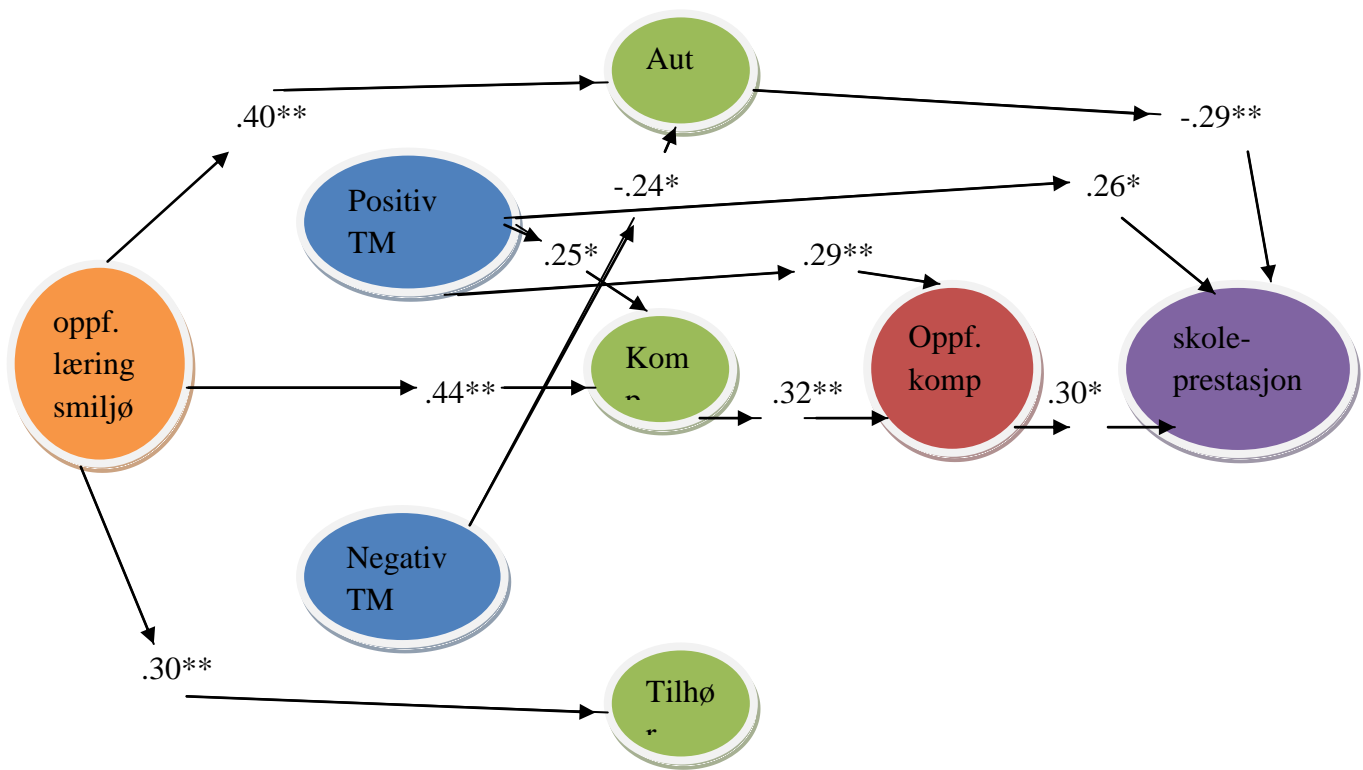 Aut
.40**
-.29**
Positiv
TM
-.24*
.26*
.25*
.29**
oppf.
læring
smiljø
Kom
Oppf.
komp
skole-
prestasjon
.44**
.32**
.30*
Negativ
TM
.30**
Tilhø